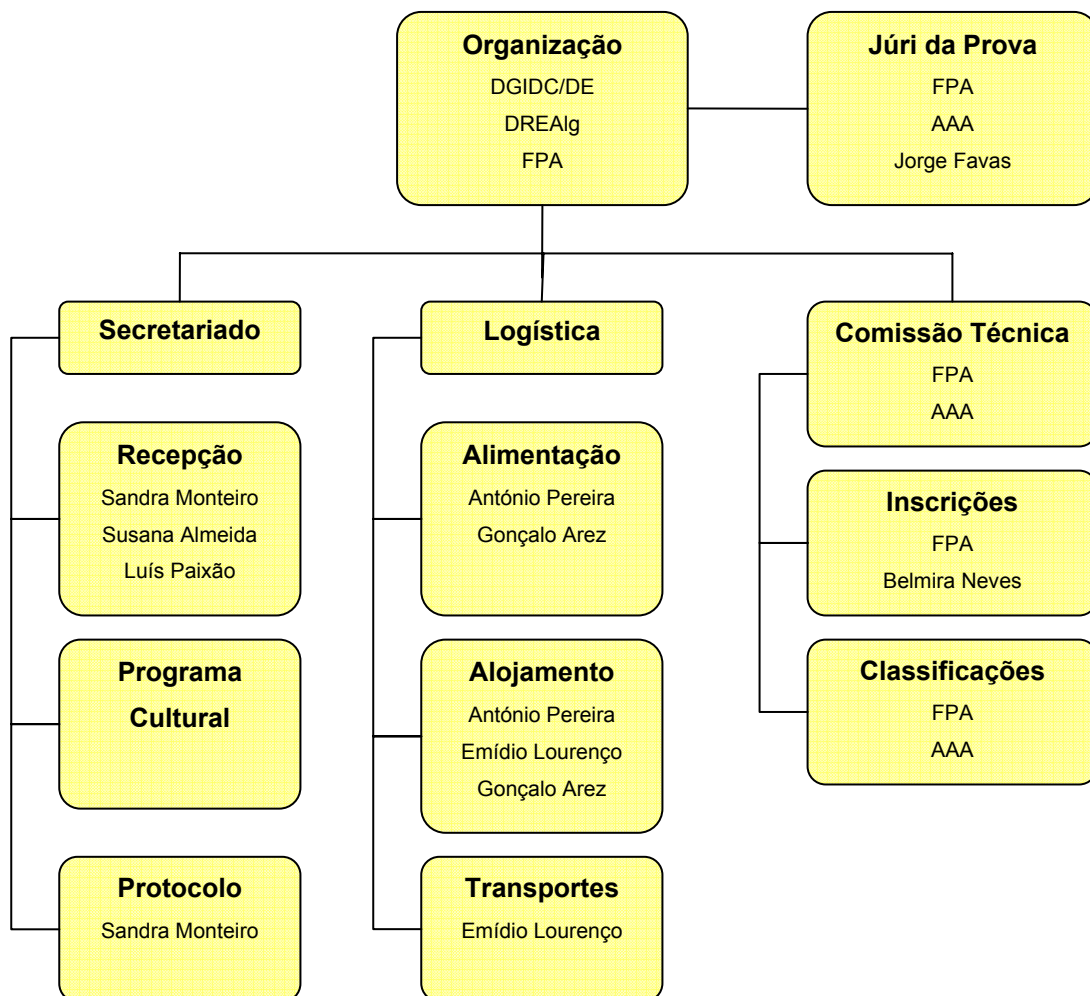 Organização
DGIDC/DE
DREAlg
FPA
Júri da Prova
FPA
AAA
Jorge Favas
Secretariado
Recepção
Sandra Monteiro
Susana Almeida
Luís Paixão
Programa
Cultural
Protocolo
Sandra Monteiro
Logística
Alimentação
António Pereira
Gonçalo Arez
Alojamento
António Pereira
Emídio Lourenço
Gonçalo Arez
Transportes
Emídio Lourenço
Comissão Técnica
FPA
AAA
Inscrições
FPA
Belmira Neves
Classificações
FPA
AAA